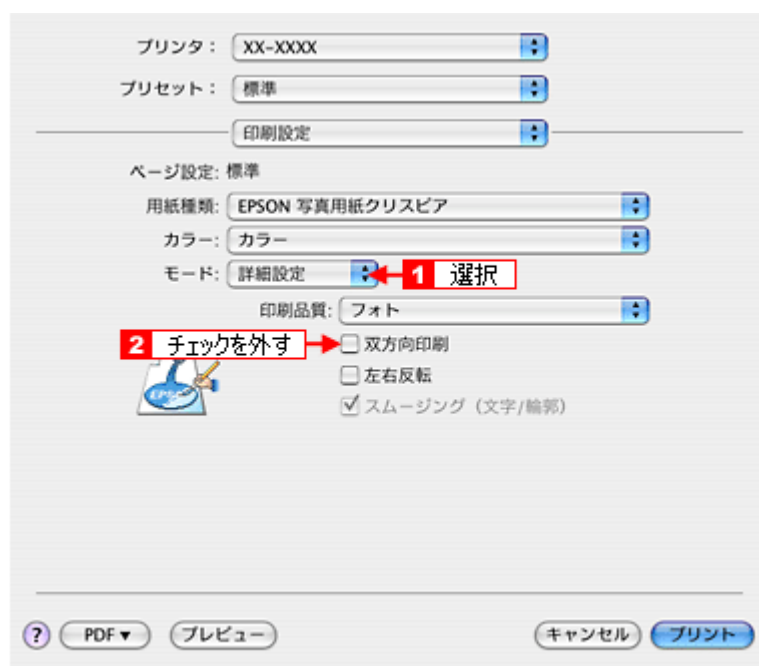 プリンタ： XX-XXXX
プリセット： 標準
印刷設定
ページ設定: 標準
用紙種類: EPSON 写真用紙クリスピア
カラー: カラー
モード: 詳細設定 1 選択
印刷品質: フォト
2 チェックを外す 双方向印刷
左右反転
EPSON
スムージング（文字/輪郭）
? PDF▼ プレビュー キャンセル プリント